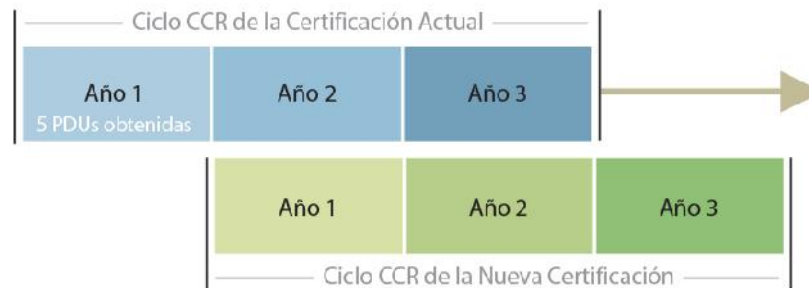 Ciclo CCR de la Certificación Actual
Año 1
Año 2
Año 3
5 PDUs obtenidas
Año 1
Año 2
Año 3
Ciclo CCR de la Nueva Certificación